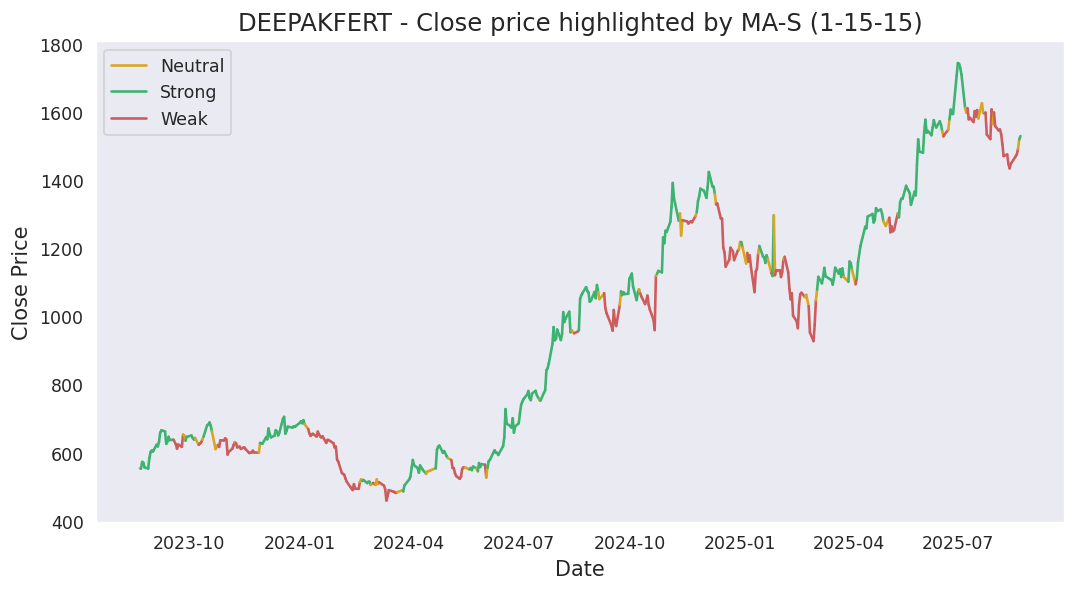 DEEPAKFERT - Close price highlighted by MA-S (1-15-15)
Neutral
Strong
Weak
Close Price
1800
1600
1400
1200
1000
800
600
400
2023-10 2024-01 2024-04 2024-07 2024-10 2025-01 2025-04 2025-07
Date